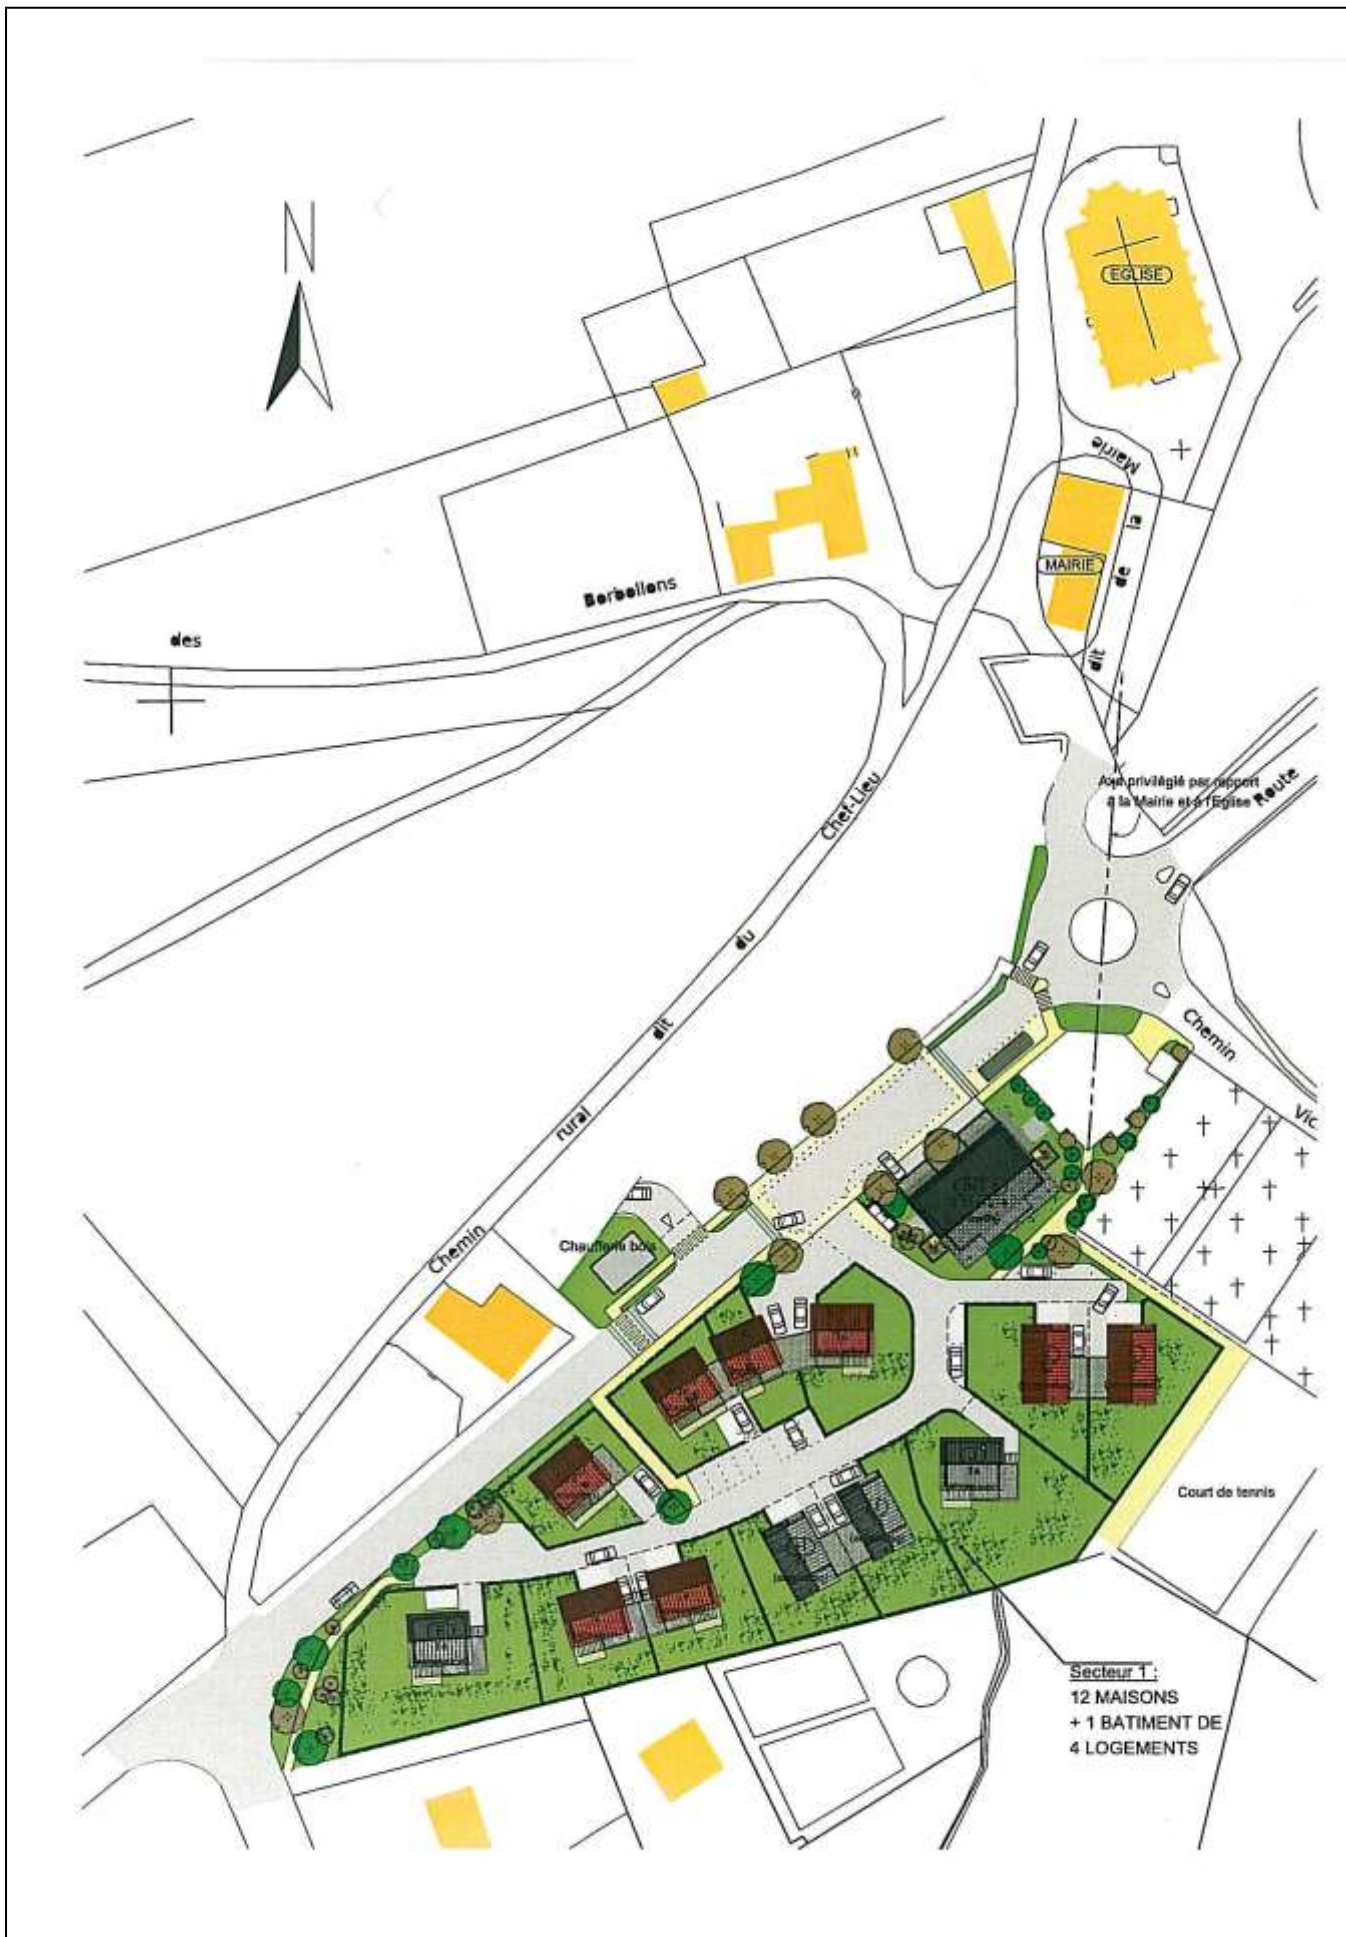 N
EGLISE
Mairie
la
MAIRIE
de
Borbollons
des
dit
Axe privilégié par rapport
à la Mairie et à l'Eglise
Route
Chef-Lieu
du
dit
Chemin
rural
Vic.
Chemin
Chaufferie bois
Court de tennis
Secteur 1 :
12 MAISONS
+ 1 BATIMENT DE
4 LOGEMENTS